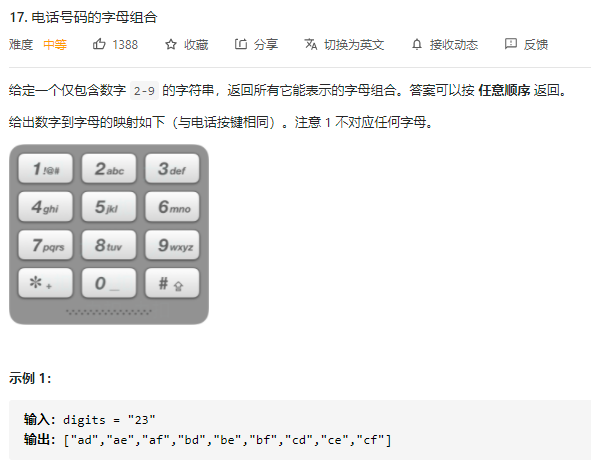 17. 电话号码的字母组合
难度 中等 1388 收藏 分享 切换为英文 接收动态 反馈
给定一个仅包含数字 2-9 的字符串，返回所有它能表示的字母组合。答案可以按 任意顺序 返回。
给出数字到字母的映射如下（与电话按键相同）。注意 1 不对应任何字母。
1 !@# 2 abc 3 def
4 ghi 5 jkl 6 mno
7 pqrs 8 tuv 9 wxyz
* + 0 _ # ⇧
示例 1：
输入：digits = "23"
输出：["ad","ae","af","bd","be","bf","cd","ce","cf"]